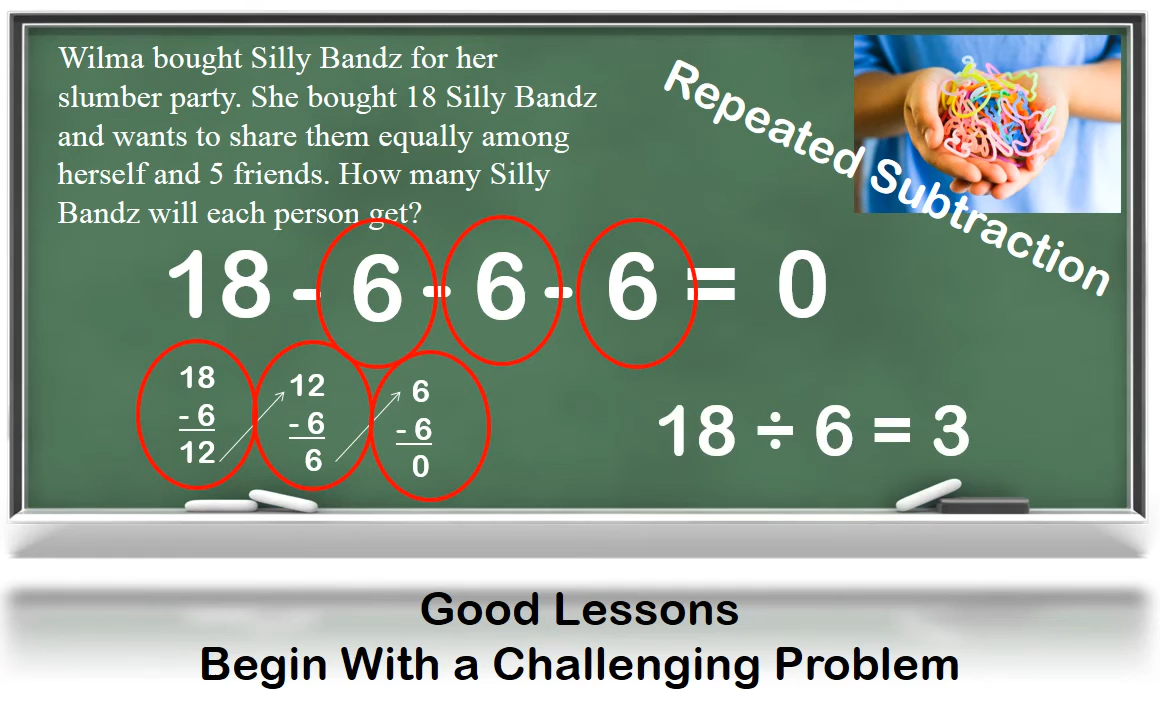 Wilma bought Silly Bandz for her
slumber party. She bought 18 Silly Bandz
and wants to share them equally among
herself and 5 friends. How many Silly
Bandz will each person get?
Repeated Subtraction
18 - 6 - 6 - 6 = 0
18
- 6
12
12
- 6
6
6
- 6
0
18 ÷ 6 = 3
Good Lessons
Begin With a Challenging Problem